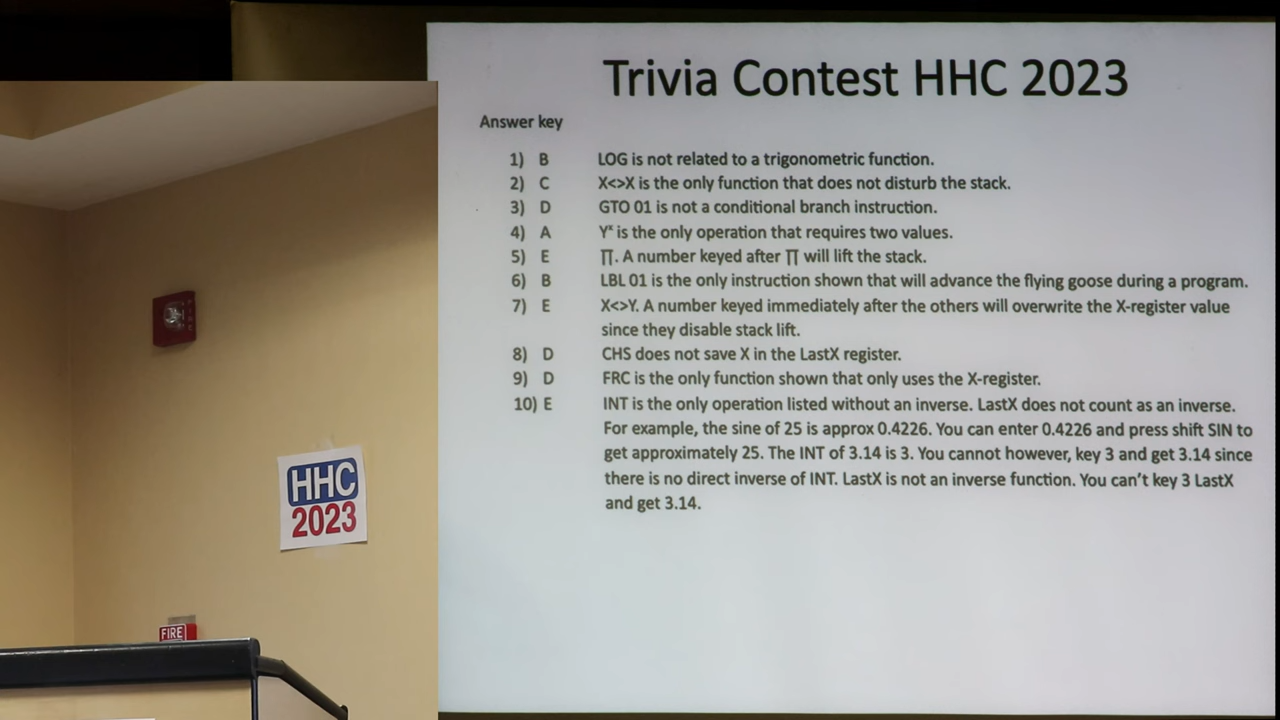 Trivia Contest HHC 2023
Answer key
1) B LOG is not related to a trigonometric function.
2) C X<>X is the only function that does not disturb the stack.
3) D GTO 01 is not a conditional branch instruction.
4) A Yˣ is the only operation that requires two values.
5) E ∏. A number keyed after ∏ will lift the stack.
6) B LBL 01 is the only instruction shown that will advance the flying goose during a program.
7) E X<>Y. A number keyed immediately after the others will overwrite the X-register value
since they disable stack lift.
8) D CHS does not save X in the LastX register.
9) D FRC is the only function shown that only uses the X-register.
10) E INT is the only operation listed without an inverse. LastX does not count as an inverse.
For example, the sine of 25 is approx 0.4226. You can enter 0.4226 and press shift SIN to
get approximately 25. The INT of 3.14 is 3. You cannot however, key 3 and get 3.14 since
there is no direct inverse of INT. LastX is not an inverse function. You can't key 3 LastX
and get 3.14.
HHC
2023
FIRE